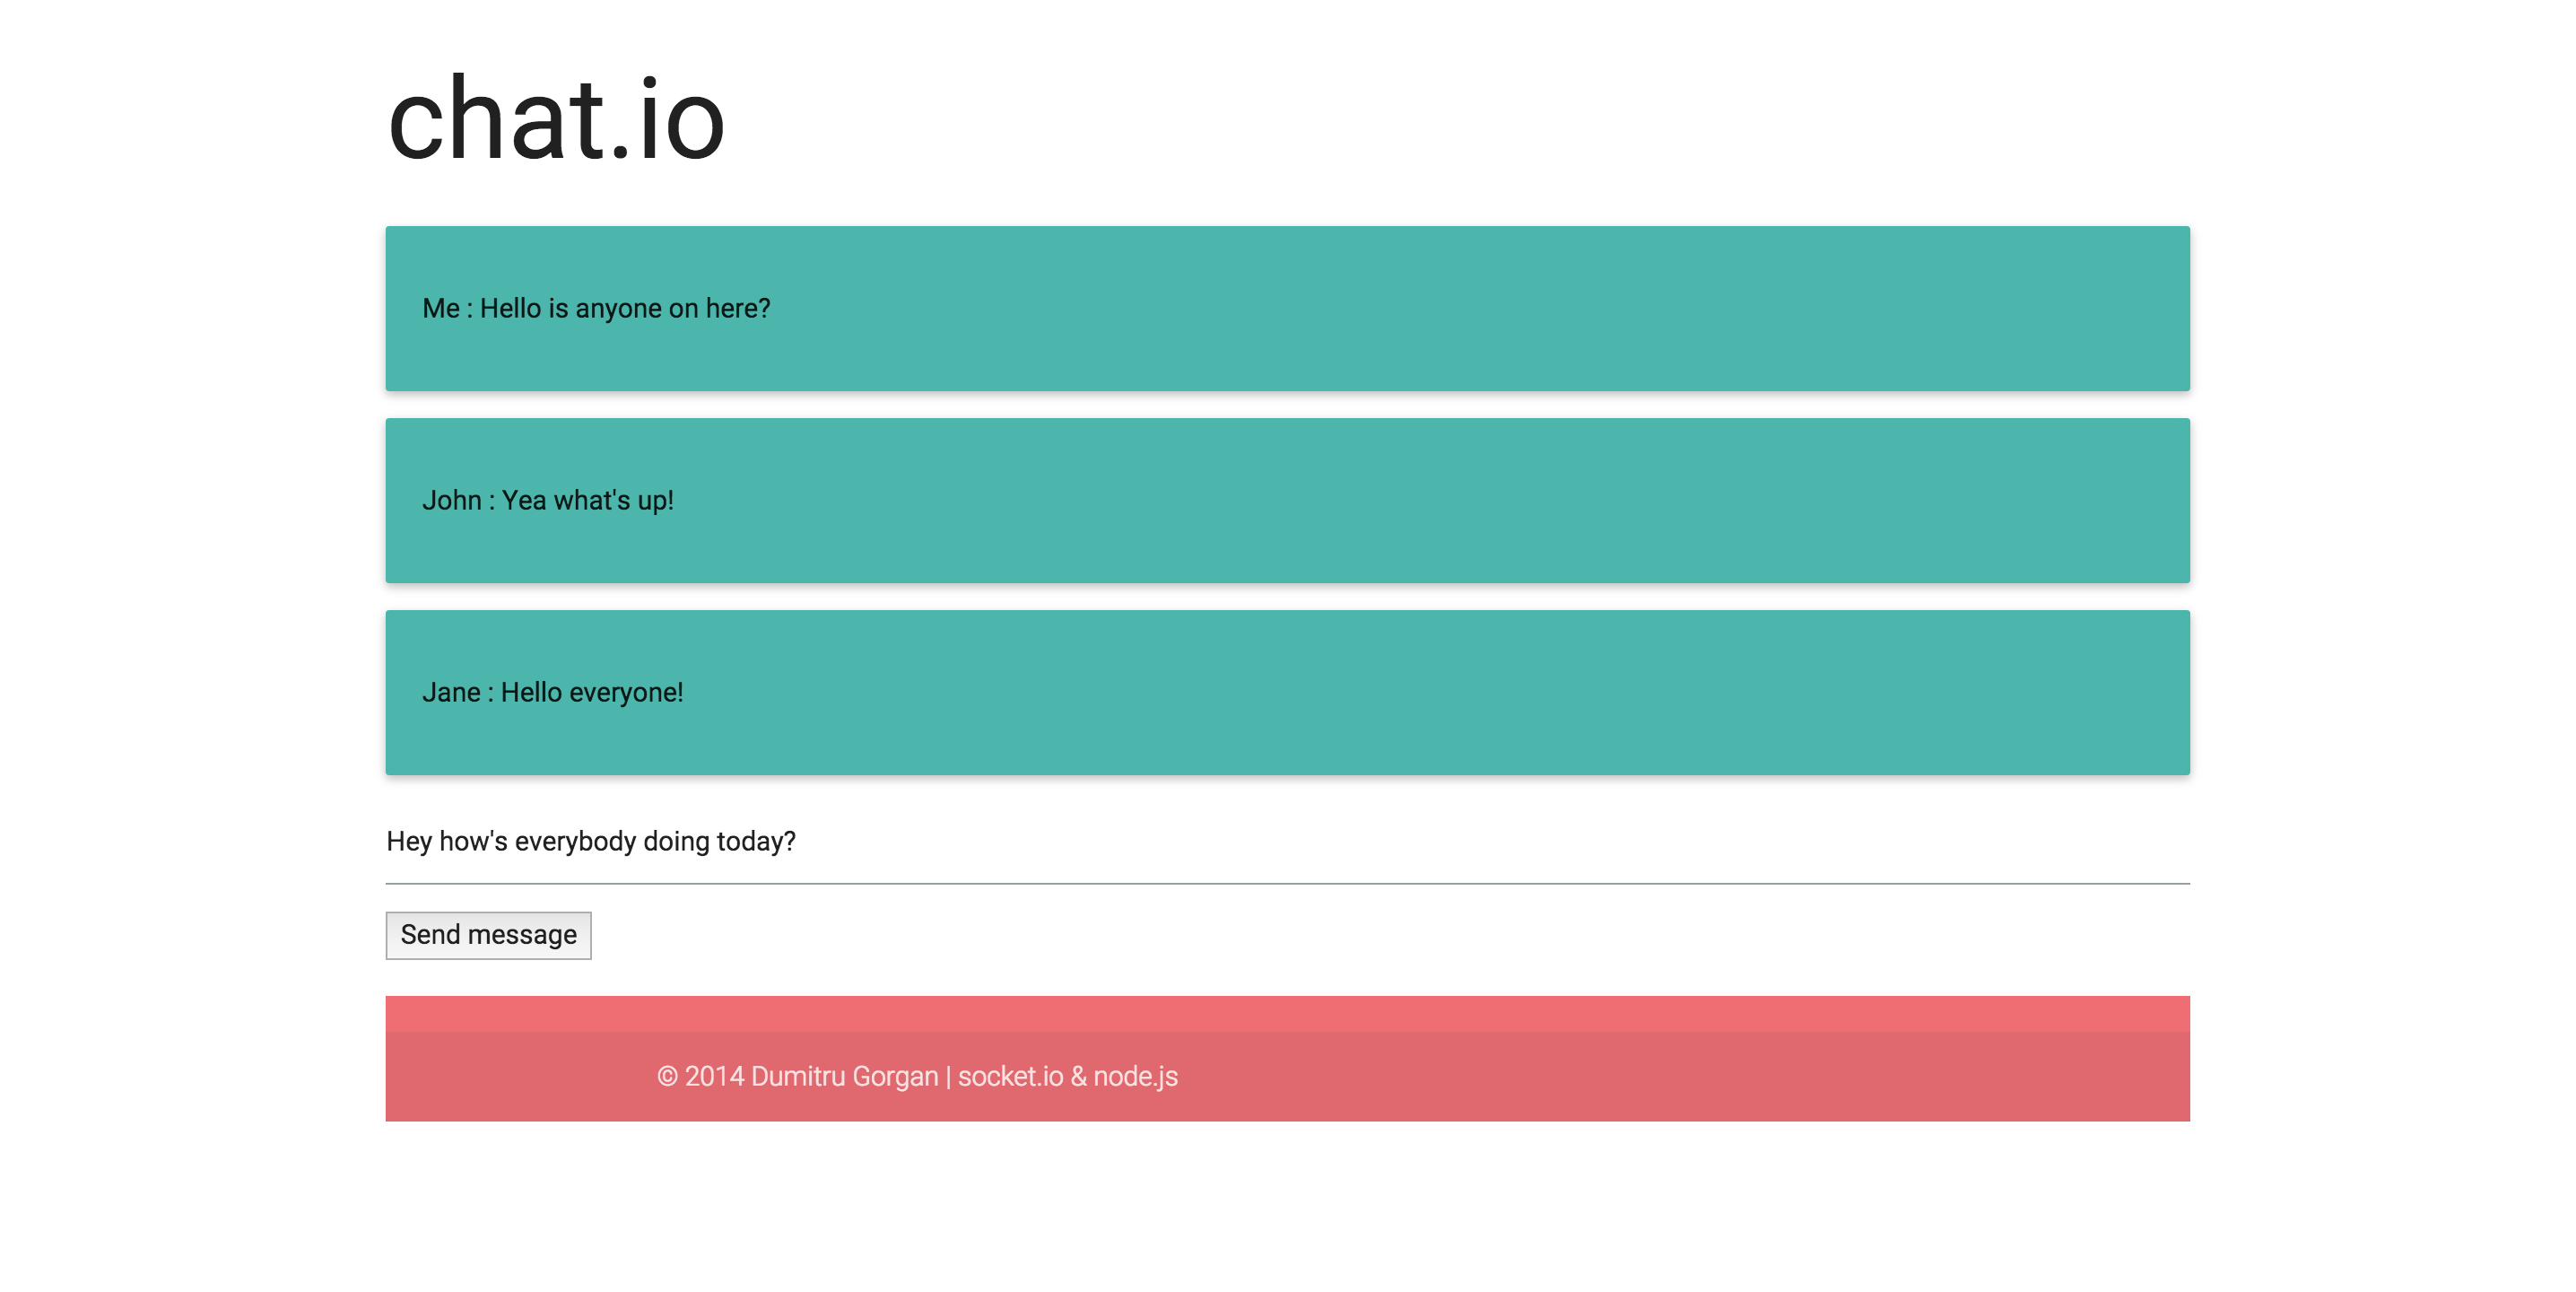 chat.io
Me : Hello is anyone on here?
John : Yea what's up!
Jane : Hello everyone!
Hey how's everybody doing today?
Send message
© 2014 Dumitru Gorgan | socket.io & node.js